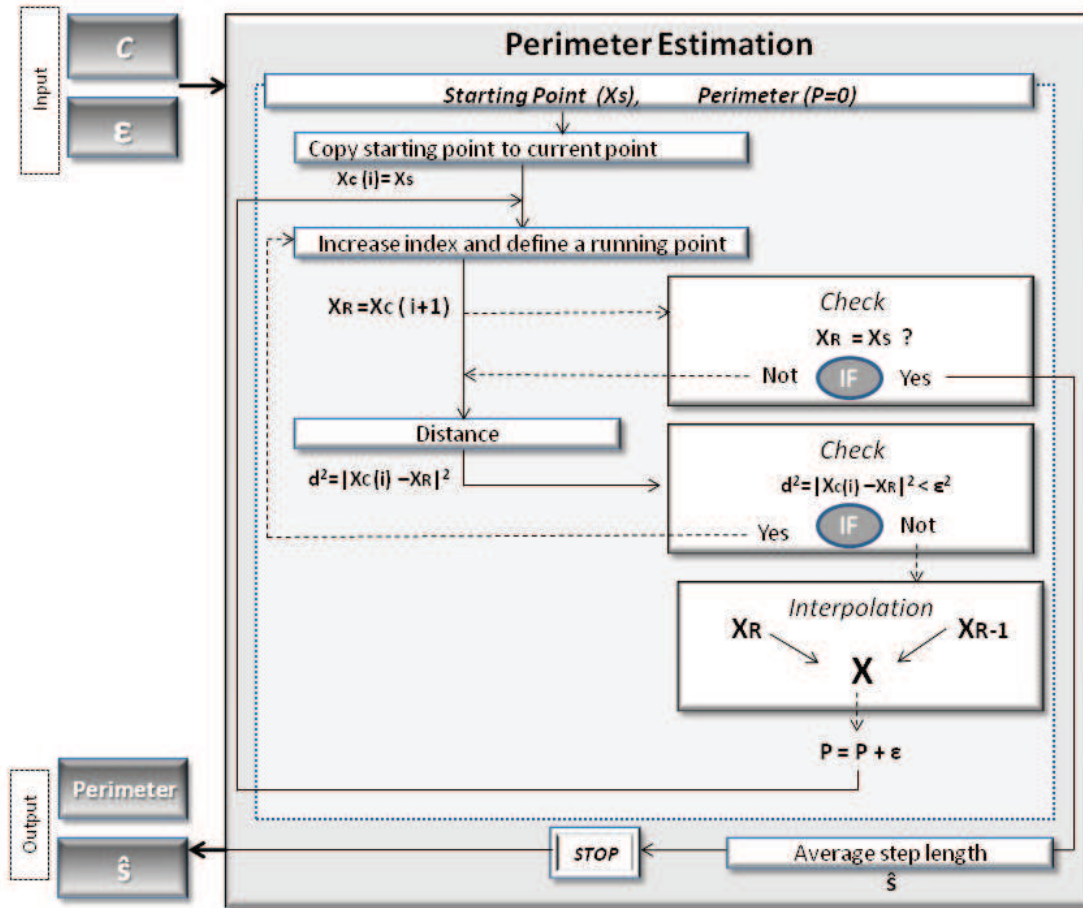 Input
C
ε
Perimeter Estimation
Starting Point (Xs), Perimeter (P=0)
Copy starting point to current point
Xc (i)= Xs
Increase index and define a running point
XR =XC ( i+1)
Check
XR = XS ?
Not IF Yes
Distance
d²=|XC(i) –XR|²
Check
d²=|XC(i) –XR|² < ε²
Yes IF Not
Interpolation
XR XR-1
X
P = P + ε
Output
Perimeter
ŝ
STOP
Average step length
ŝ